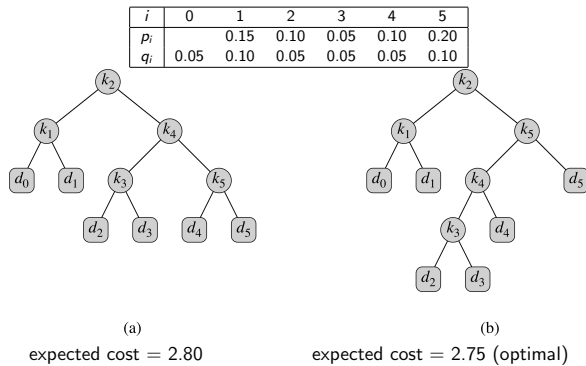 i 0 1 2 3 4 5
pᵢ 0.15 0.10 0.05 0.10 0.20
qᵢ 0.05 0.10 0.05 0.05 0.05 0.10
k₂ k₂
k₁ k₄ k₁ k₅
d₀ d₁ k₃ k₅ d₀ d₁ k₄ d₅
d₂ d₃ d₄ d₅ k₃ d₄
d₂ d₃
(a) (b)
expected cost = 2.80 expected cost = 2.75 (optimal)